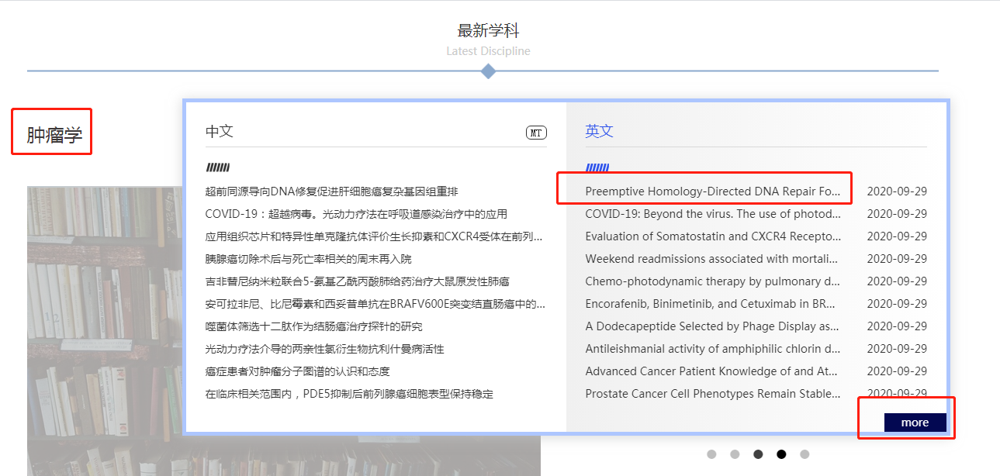 最新学科
Latest Discipline
肿瘤学
中文
MT
超前同源导向DNA修复促进肝细胞癌复杂基因组重排
COVID-19：超越病毒。光动力疗法在呼吸道感染治疗中的应用
应用组织芯片和特异性单克隆抗体评价生长抑素和CXCR4受体在前列...
胰腺癌切除术后与死亡率相关的周末再入院
吉非替尼纳米粒联合5-氨基乙酰丙酸肺给药治疗大鼠原发性肺癌
安可拉非尼、比尼霉素和西妥昔单抗在BRAFV600E突变结直肠癌中的...
噬菌体筛选十二肽作为结肠癌治疗探针的研究
光动力疗法介导的两亲性氯衍生物抗利什曼病活性
癌症患者对肿瘤分子图谱的认识和态度
在临床相关范围内，PDE5抑制后前列腺癌细胞表型保持稳定
英文
Preemptive Homology-Directed DNA Repair Fo... 2020-09-29
COVID-19: Beyond the virus. The use of photod... 2020-09-29
Evaluation of Somatostatin and CXCR4 Recepto... 2020-09-29
Weekend readmissions associated with mortali... 2020-09-29
Chemo-photodynamic therapy by pulmonary d... 2020-09-29
Encorafenib, Binimetinib, and Cetuximab in BR... 2020-09-29
A Dodecapeptide Selected by Phage Display as... 2020-09-29
Antileishmanial activity of amphiphilic chlorin d... 2020-09-29
Advanced Cancer Patient Knowledge of and At... 2020-09-29
Prostate Cancer Cell Phenotypes Remain Stable... 2020-09-29
more